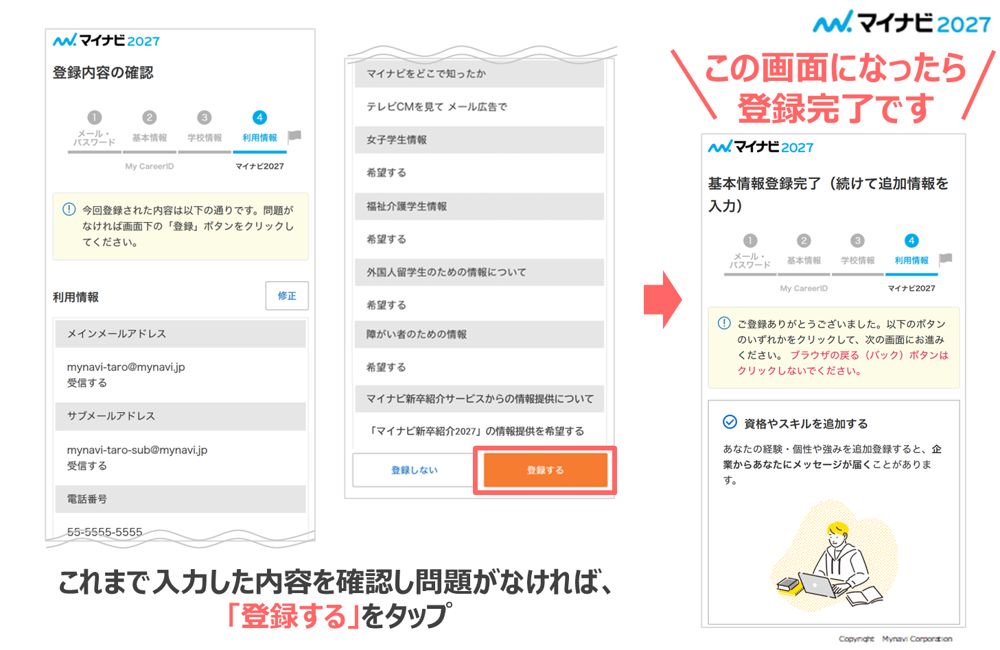 マイナビ2027
登録内容の確認
1
2
3
4
メール・
パスワード
基本情報
学校情報
利用情報
My CareerID
マイナビ2027
今回登録された内容は以下の通りです。問題が
なければ画面下の「登録」ボタンをクリックし
てください。
利用情報
修正
メインメールアドレス
mynavi-taro@mynavi.jp
受信する
サブメールアドレス
mynavi-taro-sub@mynavi.jp
受信する
電話番号
55-5555-5555
マイナビをどこで知ったか
テレビCMを見て メール広告で
女子学生情報
希望する
福祉介護学生情報
希望する
外国人留学生のための情報について
希望する
障がい者のための情報
希望する
マイナビ新卒紹介サービスからの情報提供について
「マイナビ新卒紹介2027」の情報提供を希望する
登録しない
登録する
これまで入力した内容を確認し問題がなければ、
「登録する」をタップ
マイナビ2027
この画面になったら
登録完了です
マイナビ2027
基本情報登録完了（続けて追加情報を
入力）
1
2
3
4
メール・
パスワード
基本情報
学校情報
利用情報
My CareerID
マイナビ2027
ご登録ありがとうございました。以下のボタン
のいずれかをクリックして、次の画面にお進み
ください。 ブラウザの戻る（バック）ボタンは
クリックしないでください。
資格やスキルを追加する
あなたの経験・個性や強みを追加登録すると、企
業からあなたにメッセージが届くことがありま
す。
Copyright Mynavi Corporation